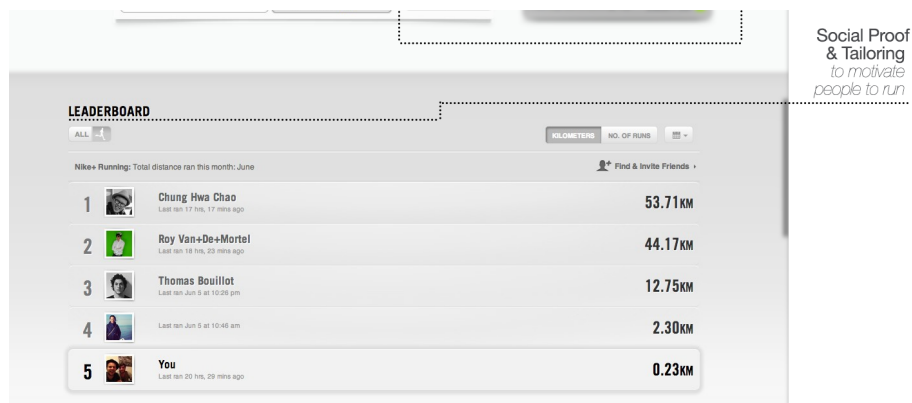 Social Proof
& Tailoring
to motivate
people to run
LEADERBOARD
ALL
KILOMETERS NO. OF RUNS
Nike+ Running: Total distance ran this month: June
Find & Invite Friends
1 Chung Hwa Chao 53.71KM
Last ran 17 hrs, 17 mins ago
2 Roy Van+De+Mortel 44.17KM
Last ran 18 hrs, 23 mins ago
3 Thomas Bouillot 12.75KM
Last ran Jun 5 at 10:26 pm
4 Last ran Jun 5 at 10:46 am 2.30KM
5 You 0.23KM
Last ran 20 hrs, 29 mins ago